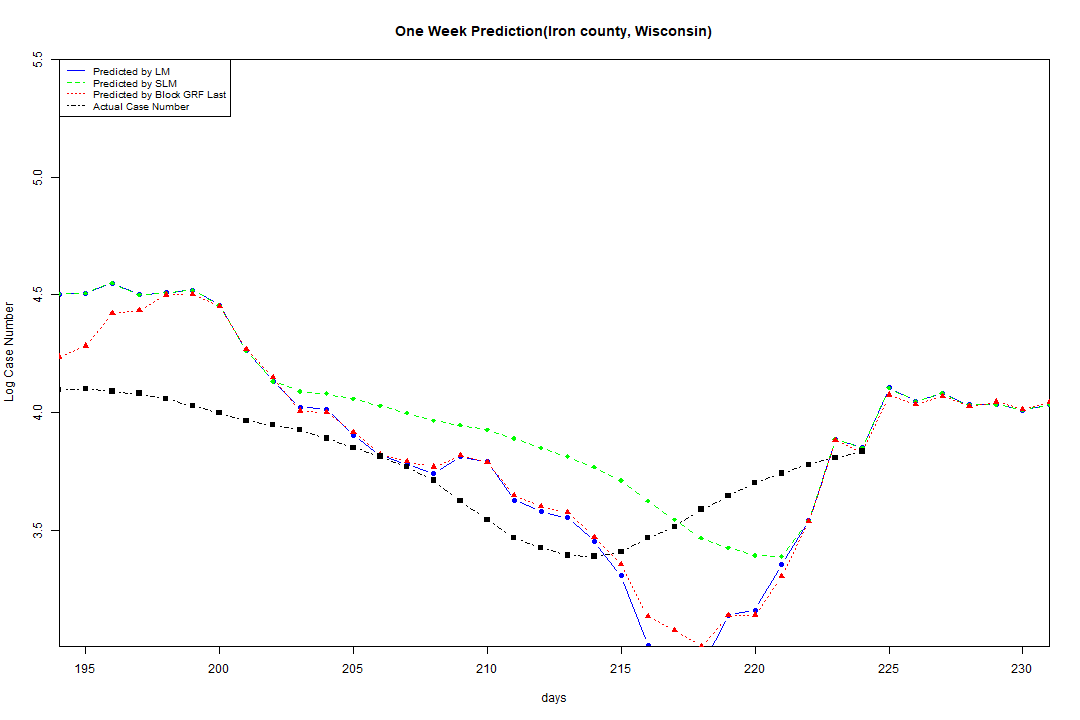 One Week Prediction(Iron county, Wisconsin)
Predicted by LM
Predicted by SLM
Predicted by Block GRF Last
Actual Case Number
5.5
5.0
4.5
4.0
3.5
Log Case Number
195 200 205 210 215 220 225 230
days